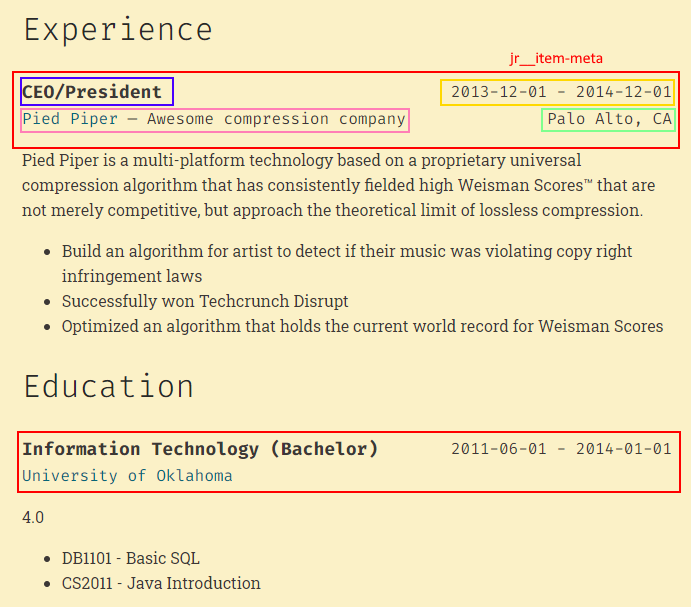 Experience
jr__item-meta
CEO/President 2013-12-01 – 2014-12-01
Pied Piper — Awesome compression company Palo Alto, CA
Pied Piper is a multi-platform technology based on a proprietary universal
compression algorithm that has consistently fielded high Weisman Scores™ that are
not merely competitive, but approach the theoretical limit of lossless compression.
• Build an algorithm for artist to detect if their music was violating copy right
infringement laws
• Successfully won Techcrunch Disrupt
• Optimized an algorithm that holds the current world record for Weisman Scores
Education
Information Technology (Bachelor) 2011-06-01 – 2014-01-01
University of Oklahoma
4.0
• DB1101 - Basic SQL
• CS2011 - Java Introduction